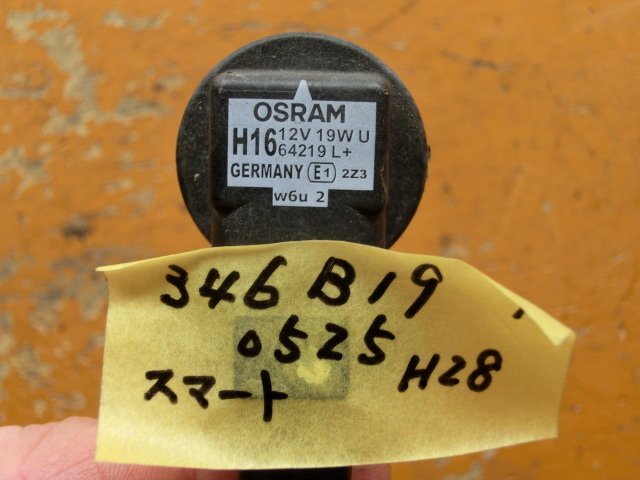 OSRAM
H16 12V 19W U
64219 L+
GERMANY E1 2Z3
w6u 2
346 B19
0525
スマート H28